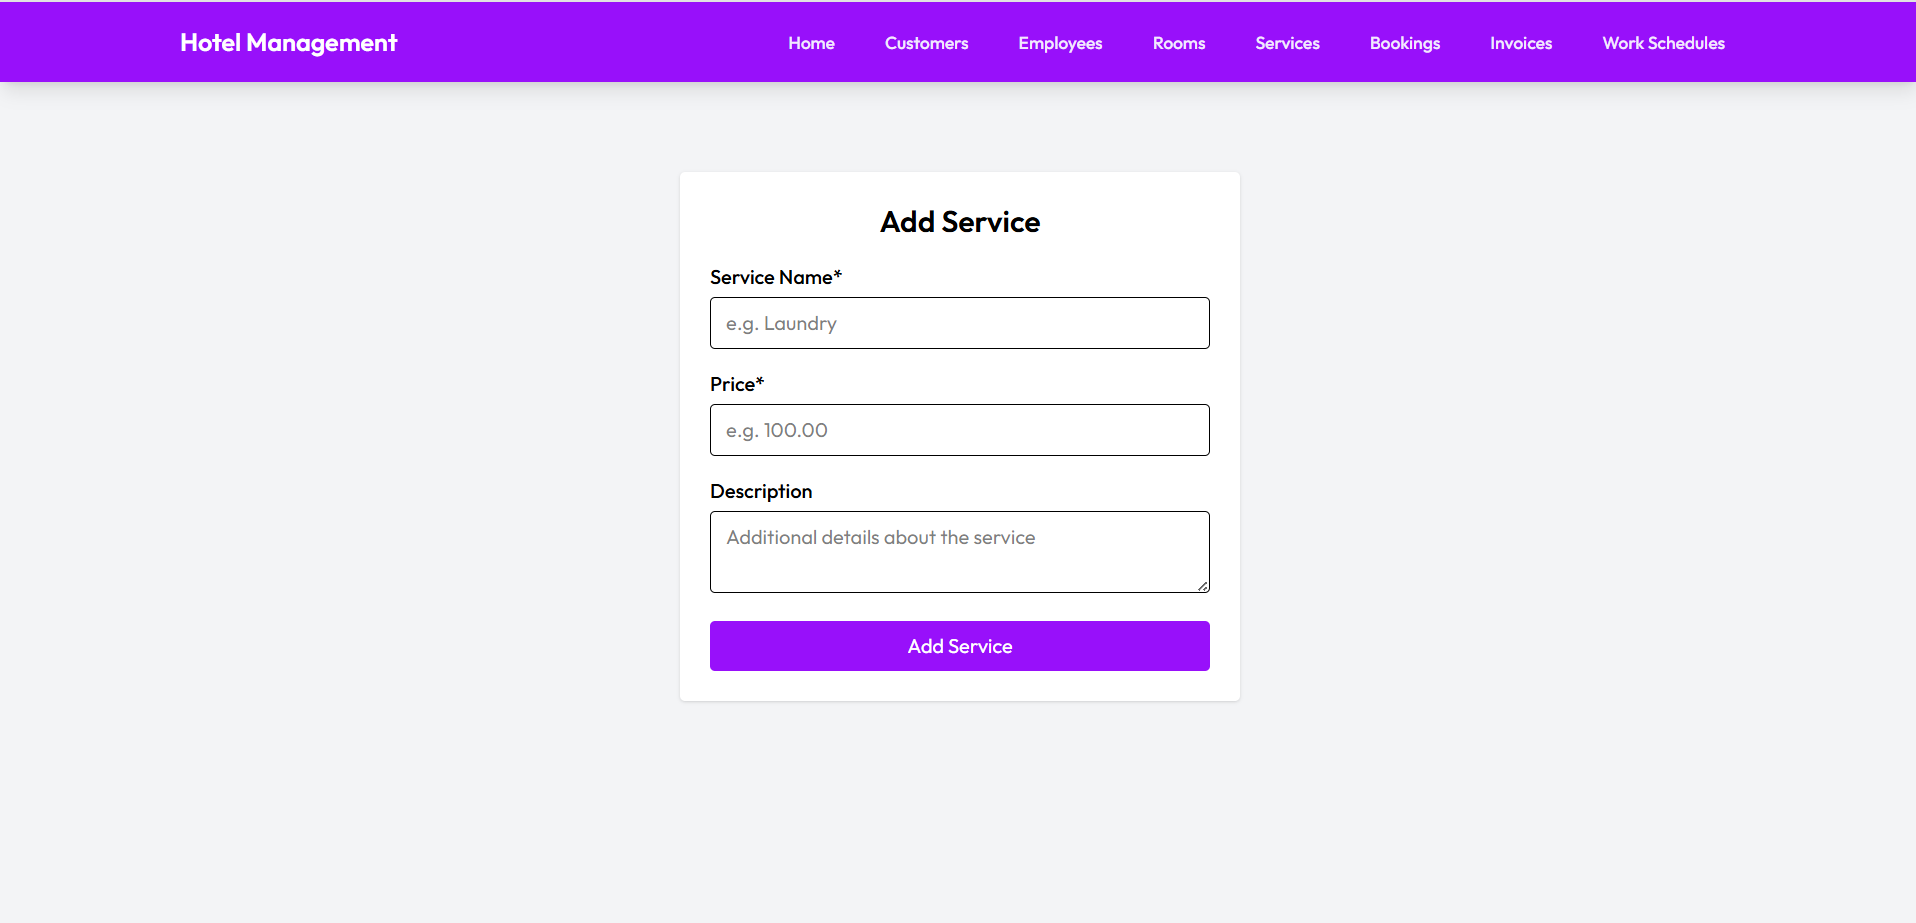 Hotel Management Home Customers Employees Rooms Services Bookings Invoices Work Schedules
Add Service
Service Name*
e.g. Laundry
Price*
e.g. 100.00
Description
Additional details about the service
Add Service